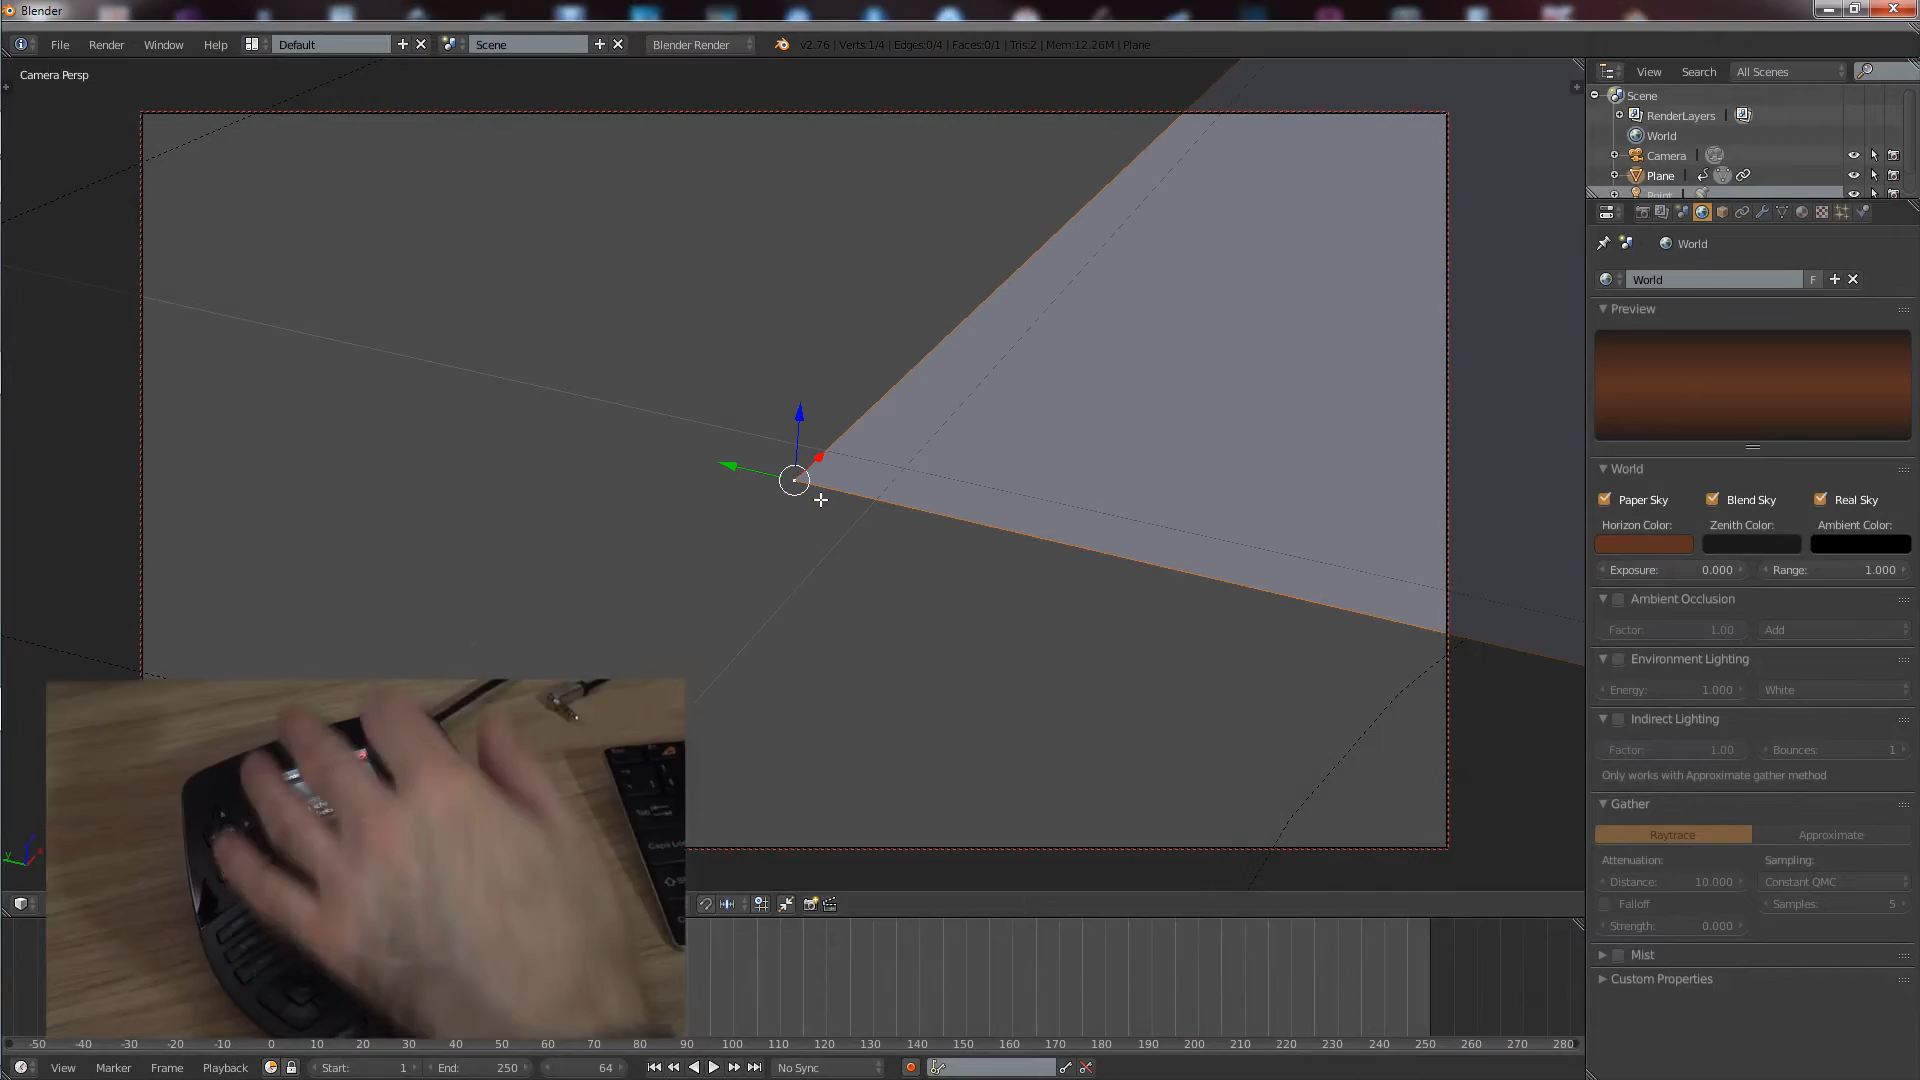 Blender
File Render Window Help Default Scene Blender Render v2.76 | Verts:1/4 | Edges:0/4 | Faces:0/1 | Tris:2 | Mem:12.26M | Plane
Camera Persp
View Search All Scenes
Scene
RenderLayers
World
Camera
Plane
Point
World
World F
Preview
World
Paper Sky Blend Sky Real Sky
Horizon Color: Zenith Color: Ambient Color:
Exposure: 0.000 Range: 1.000
Ambient Occlusion
Factor: 1.00 Add
Environment Lighting
Energy: 1.000 White
Indirect Lighting
Factor: 1.00 Bounces: 1
Only works with Approximate gather method
Gather
Raytrace Approximate
Attenuation: Sampling:
Distance: 10.000 Constant QMC
Falloff Samples: 5
Strength: 0.000
Mist
Custom Properties
-50 -40 -30 -20 -10 0 10 20 30 40 50 60 70 80 90 100 110 120 130 140 150 160 170 180 190 200 210 220 230 240 250 260 270 280
View Marker Frame Playback Start: 1 End: 250 64 No Sync